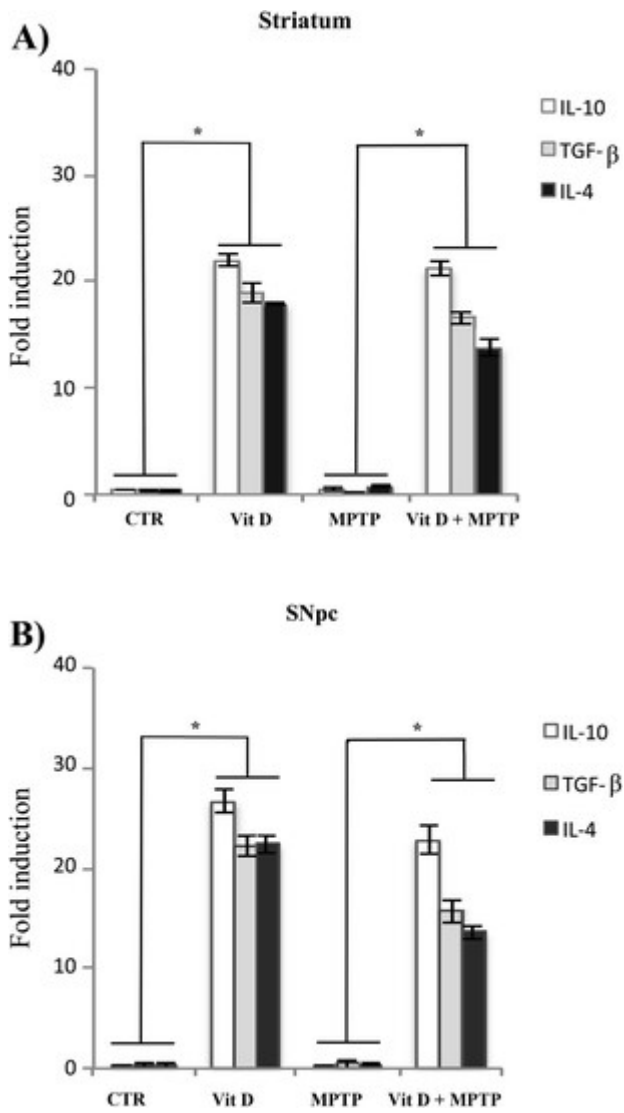 Striatum
A)
40
30
20
10
0
Fold induction
*
*
IL-10
TGF-β
IL-4
CTR
Vit D
MPTP
Vit D + MPTP
SNpc
B)
40
30
20
10
0
Fold induction
*
*
IL-10
TGF-β
IL-4
CTR
Vit D
MPTP
Vit D + MPTP